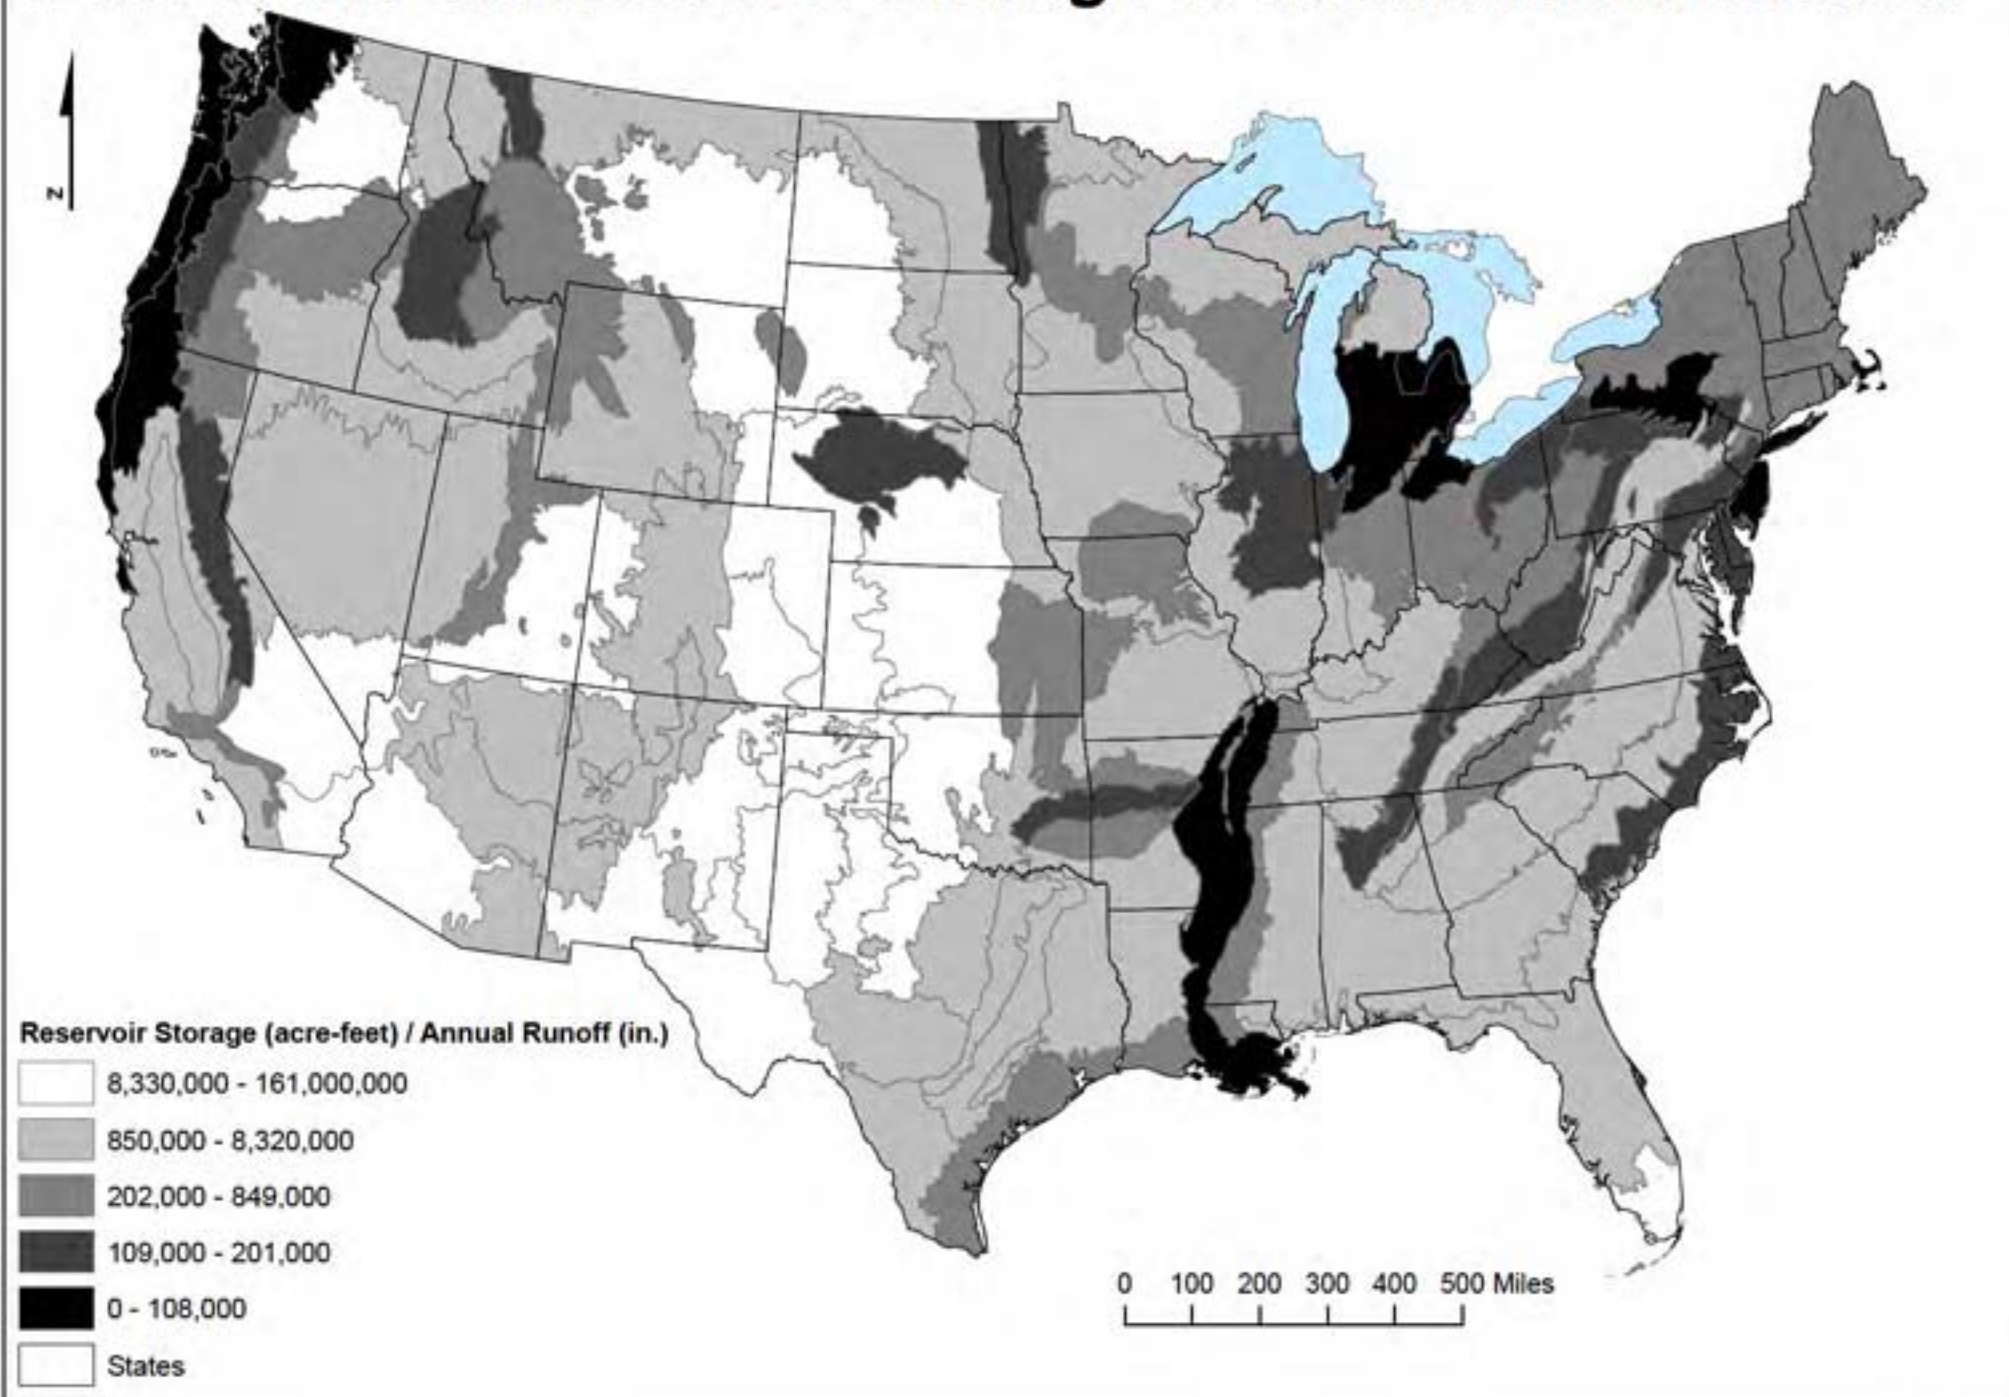 N
Reservoir Storage (acre-feet) / Annual Runoff (in.)
8,330,000 - 161,000,000
850,000 - 8,320,000
202,000 - 849,000
109,000 - 201,000
0 - 108,000
States
0 100 200 300 400 500 Miles